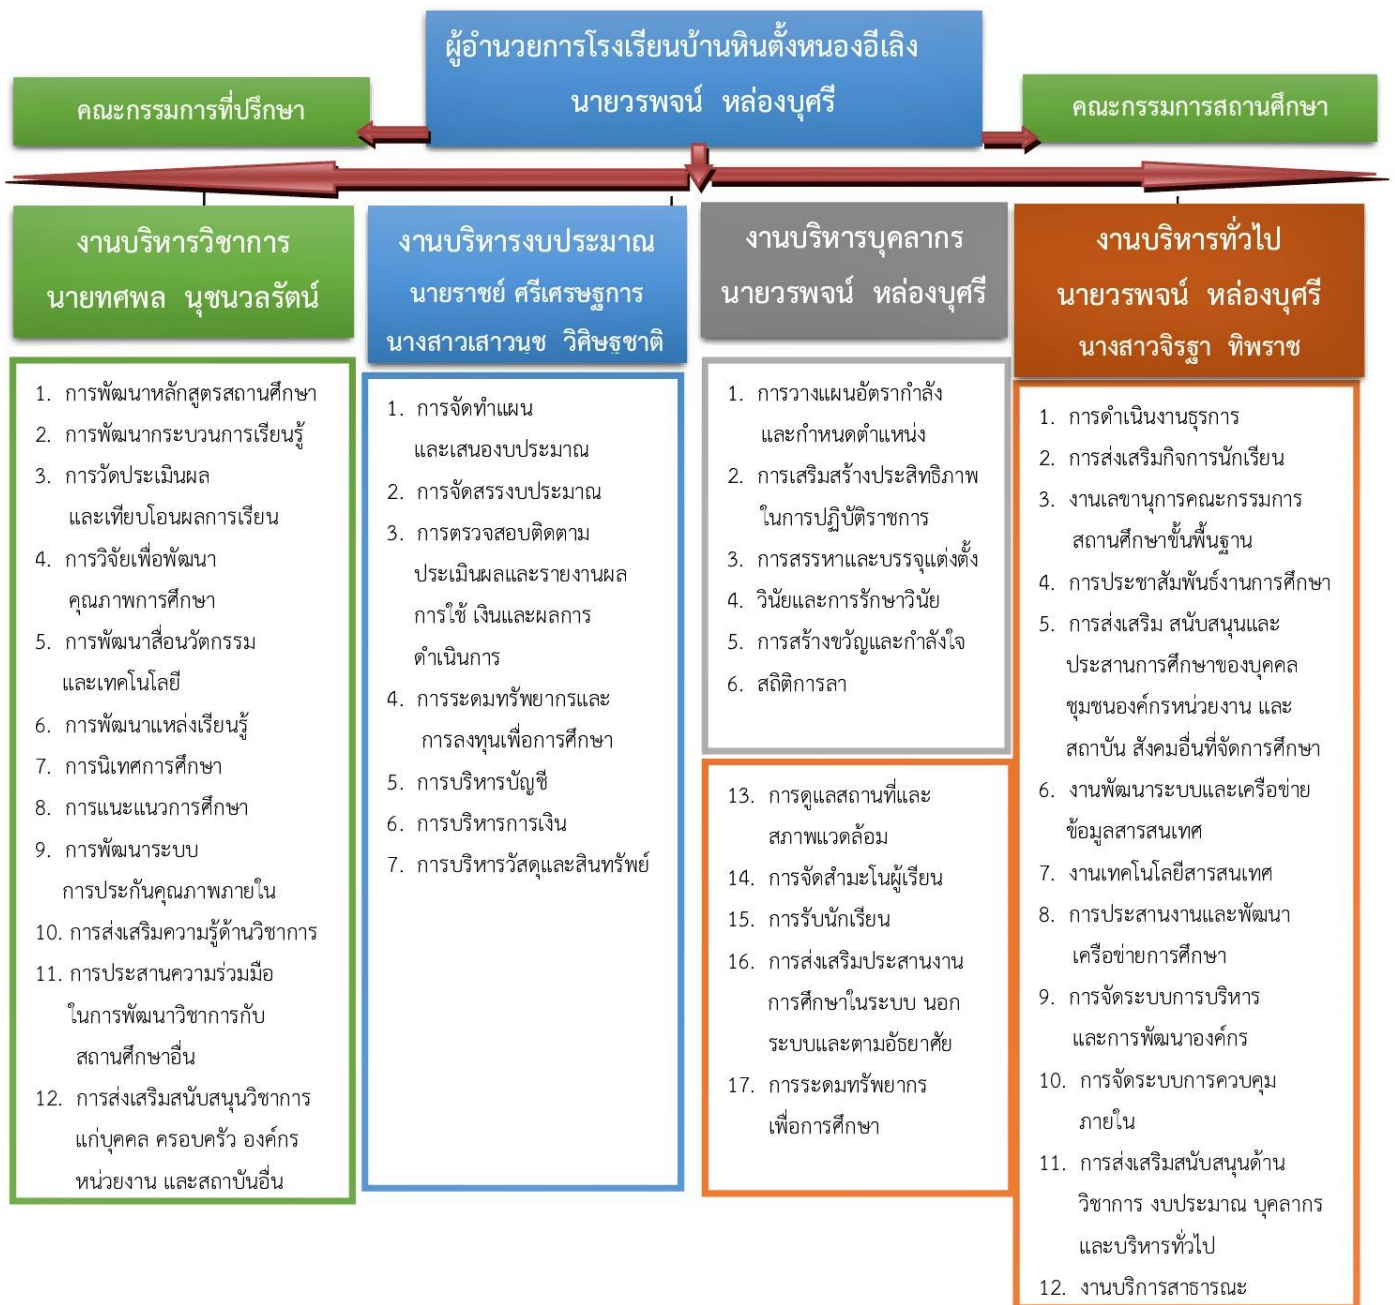 ผู้อำนวยการโรงเรียนบ้านหินตั้งหนองอีเลิง
นายวรพจน์ หล่องบุศรี
คณะกรรมการที่ปรึกษา
คณะกรรมการสถานศึกษา
งานบริหารวิชาการ
นายทศพล นุชนวลรัตน์
1. การพัฒนาหลักสูตรสถานศึกษา
2. การพัฒนากระบวนการเรียนรู้
3. การวัดประเมินผล
และเทียบโอนผลการเรียน
4. การวิจัยเพื่อพัฒนา
คุณภาพการศึกษา
5. การพัฒนาสื่อนวัตกรรม
และเทคโนโลยี
6. การพัฒนาแหล่งเรียนรู้
7. การนิเทศการศึกษา
8. การแนะแนวการศึกษา
9. การพัฒนาระบบ
การประกันคุณภาพภายใน
10. การส่งเสริมความรู้ด้านวิชาการ
11. การประสานความร่วมมือ
ในการพัฒนาวิชาการกับ
สถานศึกษาอื่น
12. การส่งเสริมสนับสนุนวิชาการ
แก่บุคคล ครอบครัว องค์กร
หน่วยงาน และสถาบันอื่น
งานบริหารงบประมาณ
นายราชย์ ศรีเศรษฐการ
นางสาวเสาวนุช วิศิษฐชาติ
1. การจัดทำแผน
และเสนองบประมาณ
2. การจัดสรรงบประมาณ
3. การตรวจสอบติดตาม
ประเมินผลและรายงานผล
การใช้ เงินและผลการ
ดำเนินการ
4. การระดมทรัพยากรและ
การลงทุนเพื่อการศึกษา
5. การบริหารบัญชี
6. การบริหารการเงิน
7. การบริหารวัสดุและสินทรัพย์
งานบริหารบุคลากร
นายวรพจน์ หล่องบุศรี
1. การวางแผนอัตรากำลัง
และกำหนดตำแหน่ง
2. การเสริมสร้างประสิทธิภาพ
ในการปฏิบัติราชการ
3. การสรรหาและบรรจุแต่งตั้ง
4. วินัยและการรักษาวินัย
5. การสร้างขวัญและกำลังใจ
6. สถิติการลา
งานบริหารทั่วไป
นายวรพจน์ หล่องบุศรี
นางสาวจิรฐา ทิพราช
1. การดำเนินงานธุรการ
2. การส่งเสริมกิจการนักเรียน
3. งานเลขานุการคณะกรรมการ
สถานศึกษาขั้นพื้นฐาน
4. การประชาสัมพันธ์งานการศึกษา
5. การส่งเสริม สนับสนุนและ
ประสานการศึกษาของบุคคล
ชุมชนองค์กรหน่วยงาน และ
สถาบัน สังคมอื่นที่จัดการศึกษา
6. งานพัฒนาระบบและเครือข่าย
ข้อมูลสารสนเทศ
7. งานเทคโนโลยีสารสนเทศ
8. การประสานงานและพัฒนา
เครือข่ายการศึกษา
9. การจัดระบบการบริหาร
และการพัฒนาองค์กร
10. การจัดระบบการควบคุม
ภายใน
11. การส่งเสริมสนับสนุนด้าน
วิชาการ งบประมาณ บุคลากร
และบริหารทั่วไป
12. งานบริการสาธารณะ
13. การดูแลสถานที่และ
สภาพแวดล้อม
14. การจัดสำมะโนผู้เรียน
15. การรับนักเรียน
16. การส่งเสริมประสานงาน
การศึกษาในระบบ นอก
ระบบและตามอัธยาศัย
17. การระดมทรัพยากร
เพื่อการศึกษา